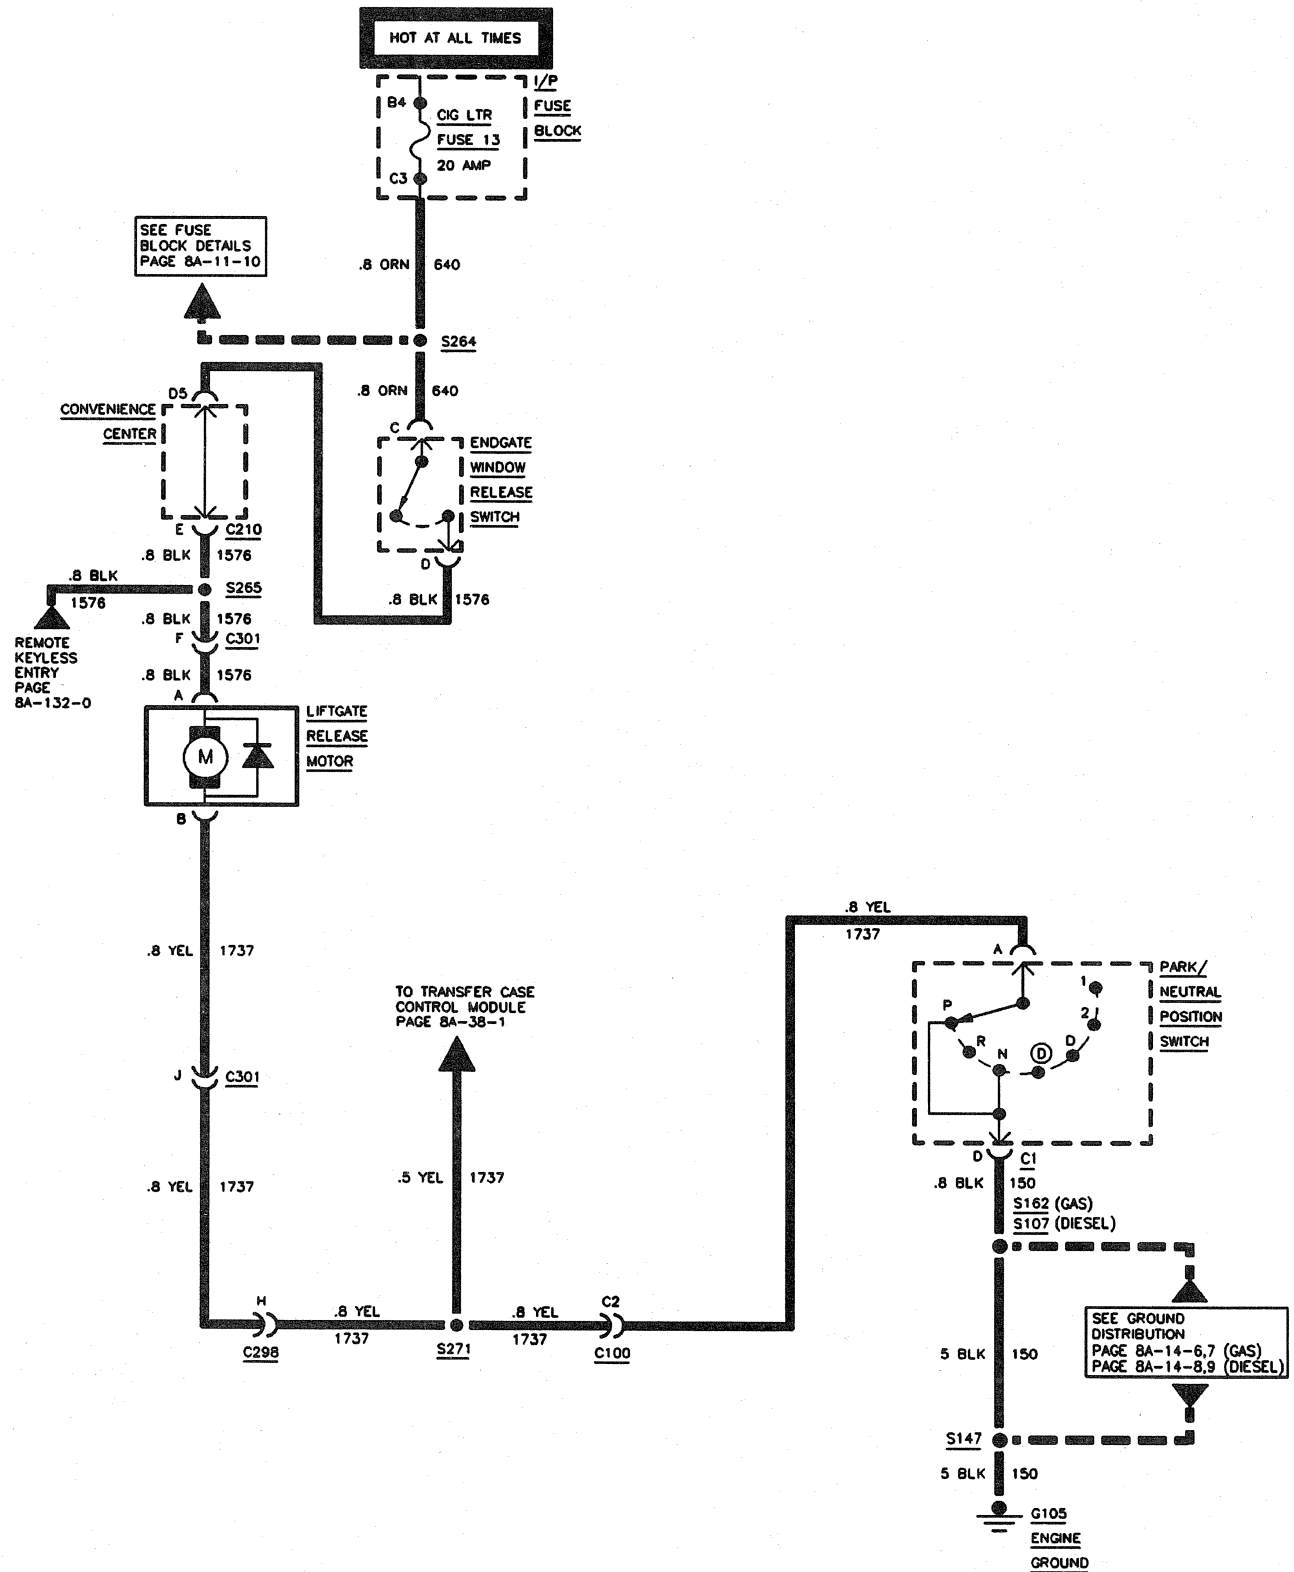 HOT AT ALL TIMES
I/P
FUSE
BLOCK
B4
CIG LTR
FUSE 13
20 AMP
C3
SEE FUSE
BLOCK DETAILS
PAGE 8A-11-10
.8 ORN 640
S264
.8 ORN 640
D5
CONVENIENCE
CENTER
C
ENDGATE
WINDOW
RELEASE
SWITCH
E C210
D
.8 BLK 1576
.8 BLK 1576
.8 BLK
1576
S265
REMOTE
KEYLESS
ENTRY
PAGE
8A-132-0
.8 BLK 1576
F C301
.8 BLK 1576
A
LIFTGATE
RELEASE
MOTOR
M
B
.8 YEL 1737
J C301
.8 YEL 1737
H
C298
.8 YEL
1737
TO TRANSFER CASE
CONTROL MODULE
PAGE 8A-38-1
.5 YEL 1737
S271
.8 YEL
1737
C2
C100
.8 YEL
1737
A
PARK/
NEUTRAL
POSITION
SWITCH
P
R
N
D
D
2
1
D C1
.8 BLK 150
S162 (GAS)
S107 (DIESEL)
SEE GROUND
DISTRIBUTION
PAGE 8A-14-6,7 (GAS)
PAGE 8A-14-8,9 (DIESEL)
5 BLK 150
S147
5 BLK 150
G105
ENGINE
GROUND